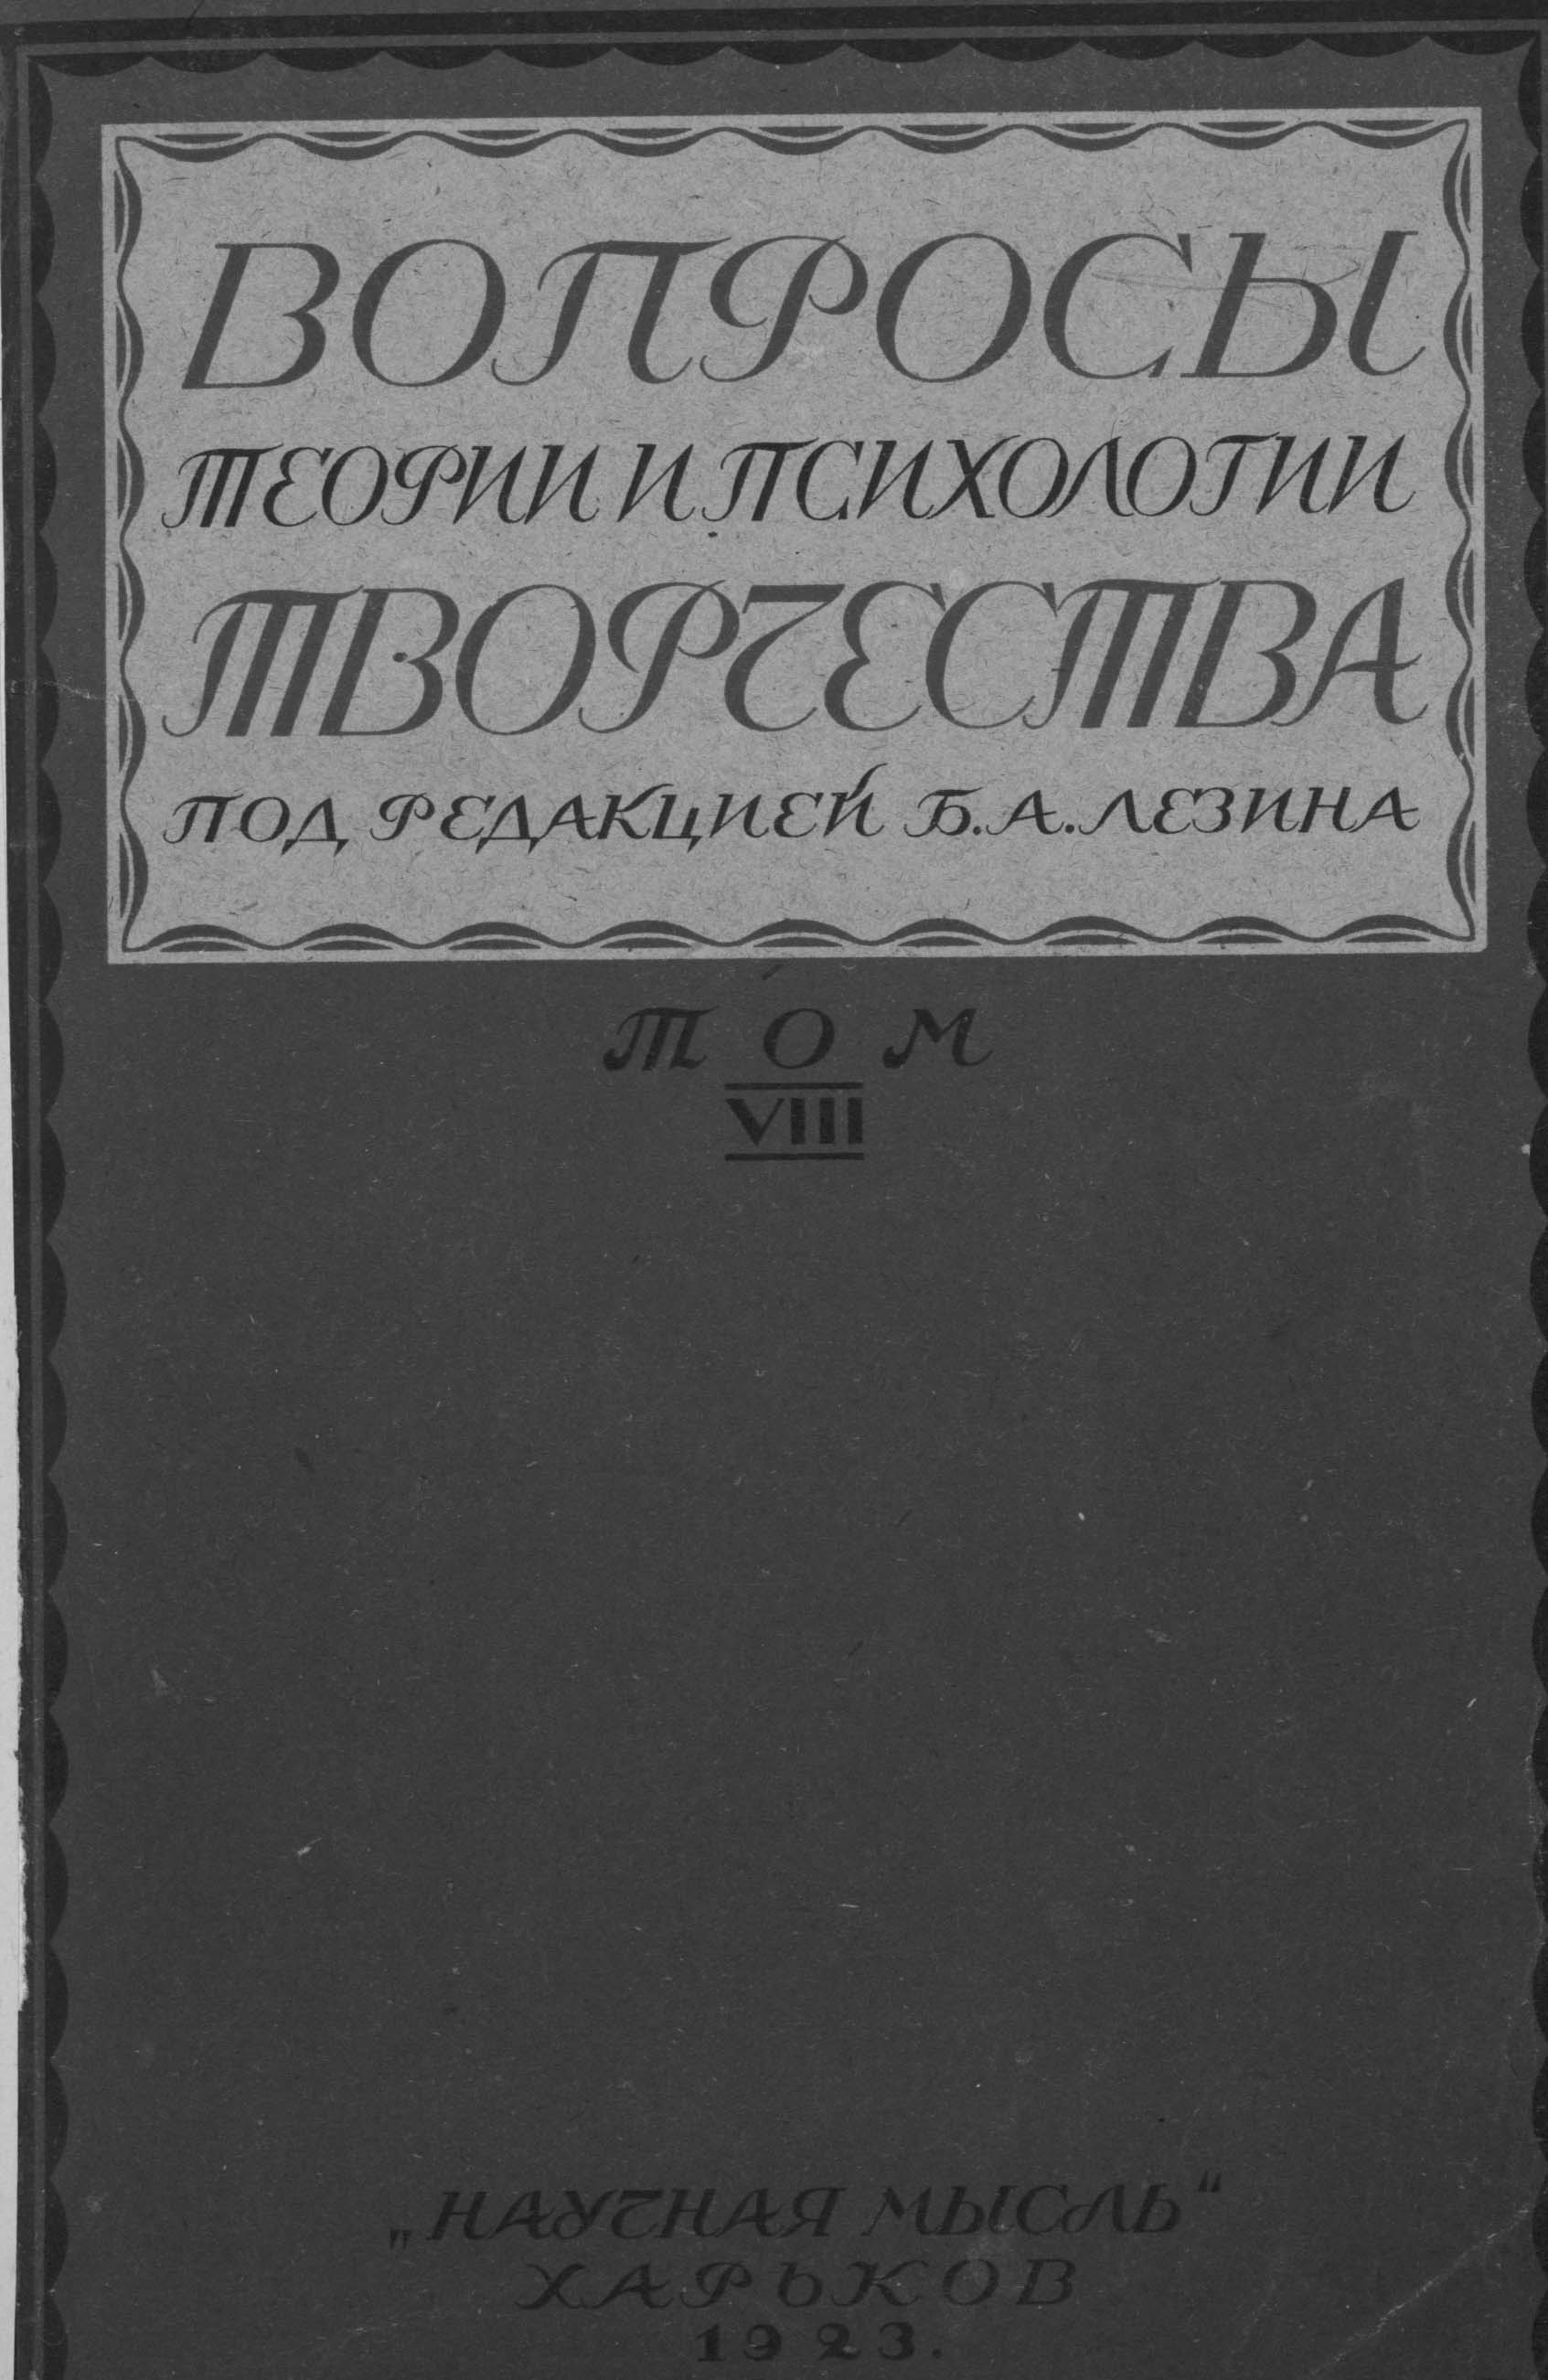 ВОПРОСЫ
ТЕОРИИ И ПСИХОЛОГИИ
ТВОРЧЕСТВА
ПОД РЕДАКЦИЕЙ Б. А. ЛЕЗИНА
ТОМ
VIII
„НАУЧНАЯ МЫСЛЬ“
ХАРЬКОВ
1923.